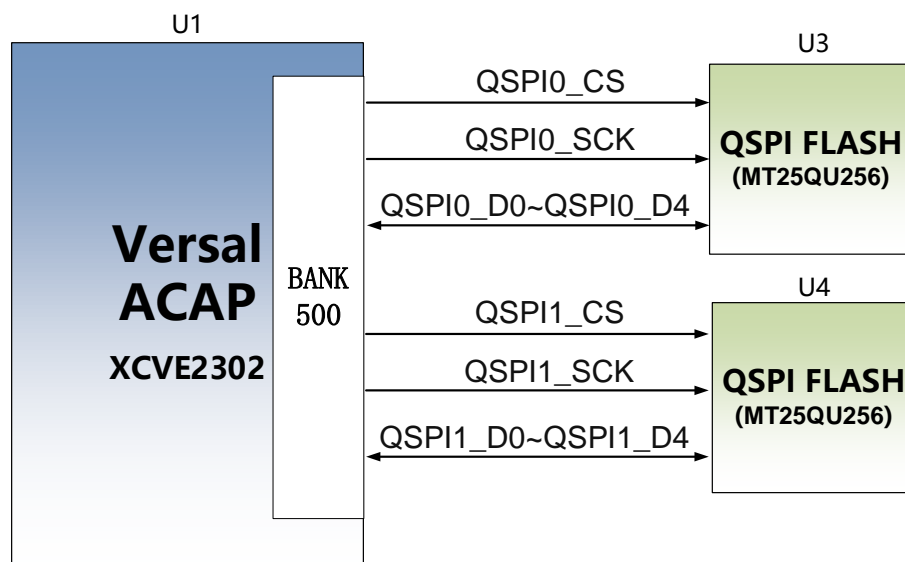 U1
Versal
ACAP
XCVE2302
BANK
500
QSPI0_CS
QSPI0_SCK
QSPI0_D0~QSPI0_D4
QSPI1_CS
QSPI1_SCK
QSPI1_D0~QSPI1_D4
U3
QSPI FLASH
(MT25QU256)
U4
QSPI FLASH
(MT25QU256)